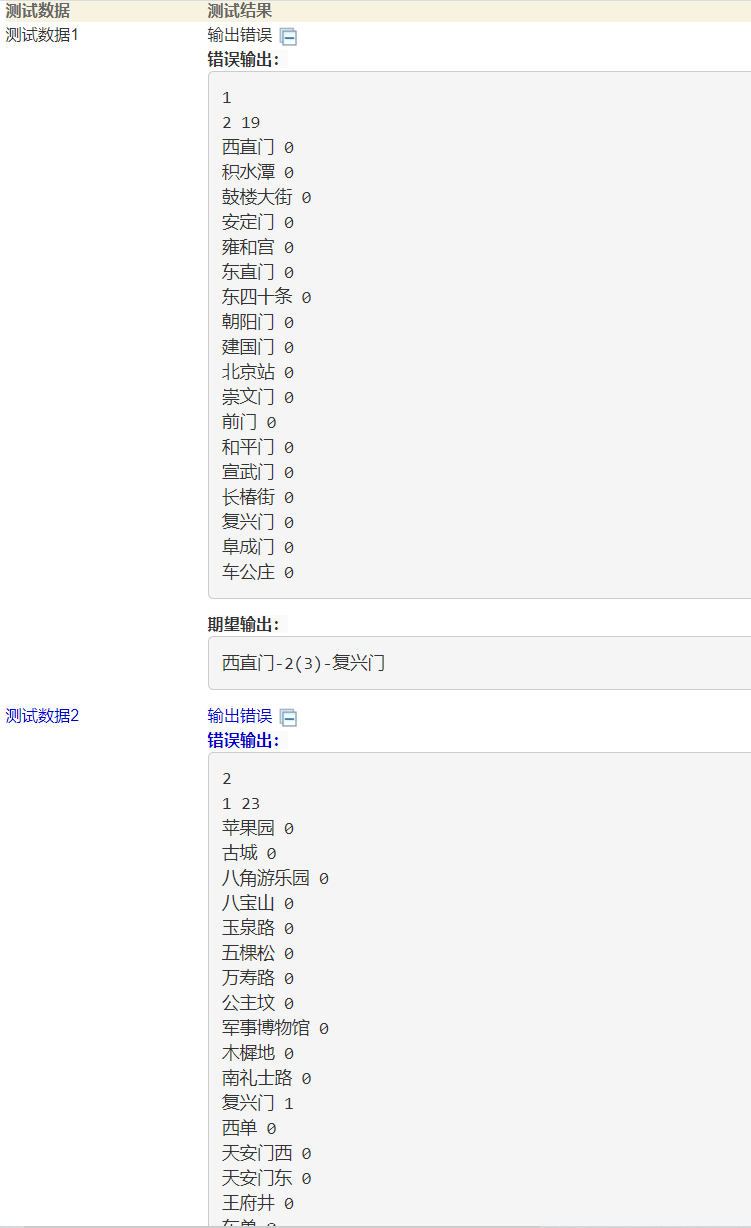 测试数据 测试结果
测试数据1 输出错误
错误输出:
1
2 19
西直门 0
积水潭 0
鼓楼大街 0
安定门 0
雍和宫 0
东直门 0
东四十条 0
朝阳门 0
建国门 0
北京站 0
崇文门 0
前门 0
和平门 0
宣武门 0
长椿街 0
复兴门 0
阜成门 0
车公庄 0
期望输出:
西直门-2(3)-复兴门
测试数据2 输出错误
错误输出:
2
1 23
苹果园 0
古城 0
八角游乐园 0
八宝山 0
玉泉路 0
五棵松 0
万寿路 0
公主坟 0
军事博物馆 0
木樨地 0
南礼士路 0
复兴门 1
西单 0
天安门西 0
天安门东 0
王府井 0